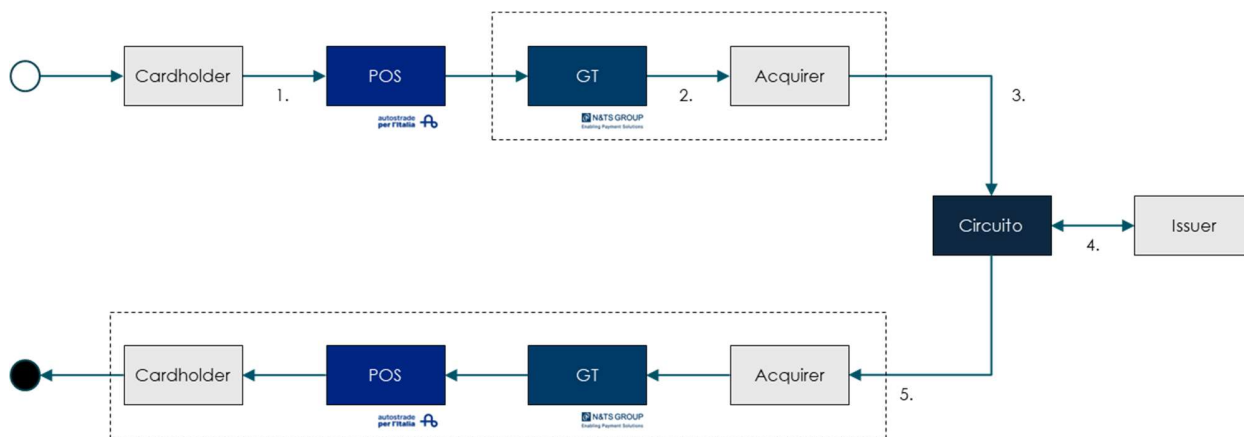 Cardholder
1.
POS
autostrade
per l'Italia
GT
N&TS GROUP
Enabling Payment Solutions
2.
Acquirer
3.
Circuito
4.
Issuer
Cardholder
POS
autostrade
per l'Italia
GT
N&TS GROUP
Enabling Payment Solutions
Acquirer
5.